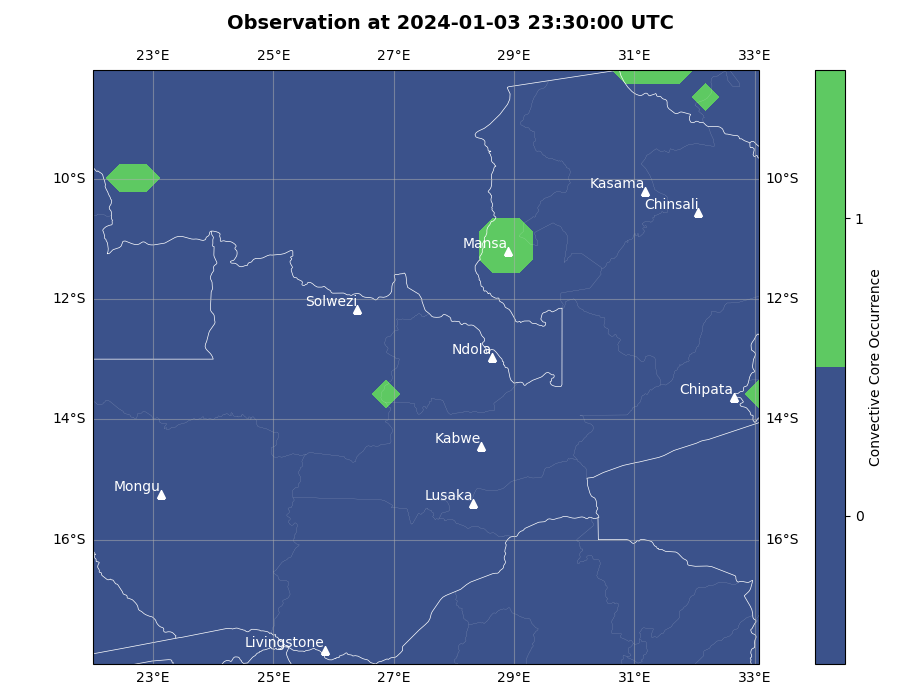 Observation at 2024-01-03 23:30:00 UTC
23°E 25°E 27°E 29°E 31°E 33°E
10°S 10°S
Kasama
Chinsali
1
Mansa
12°S 12°S
Solwezi
Ndola
Convective Core Occurrence
Chipata
14°S 14°S
Kabwe
Mongu
Lusaka
0
16°S 16°S
Livingstone
23°E 25°E 27°E 29°E 31°E 33°E